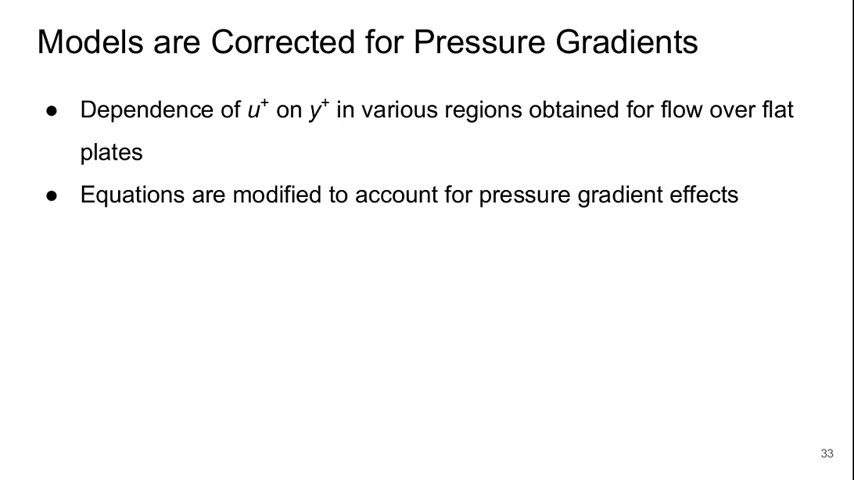 Models are Corrected for Pressure Gradients
● Dependence of u⁺ on y⁺ in various regions obtained for flow over flat
plates
● Equations are modified to account for pressure gradient effects
33